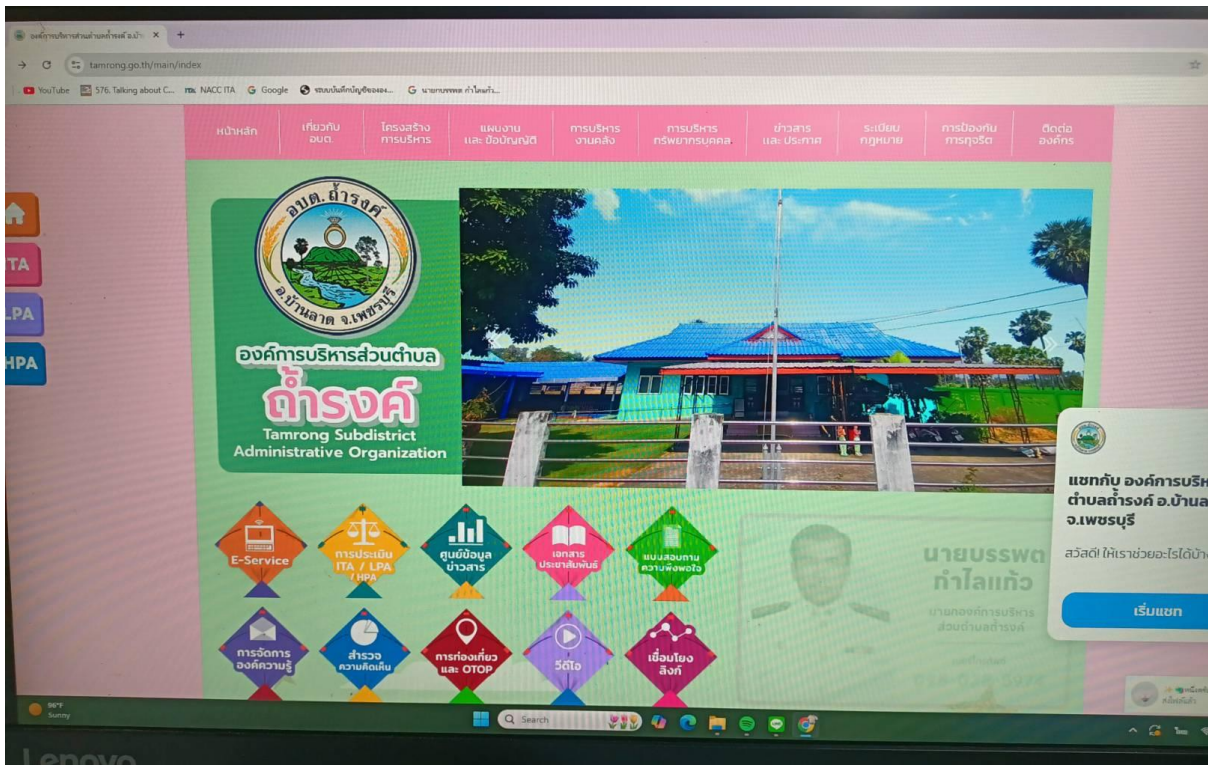 องค์การบริหารส่วนตำบลถ้ำรงค์ อ.บ้าน
tamrong.go.th/main/index
YouTube
576. Talking about C...
NACC ITA
Google
นายกบรรพต กำไลแก้ว...
หน้าหลัก
เกี่ยวกับ
อบต.
โครงสร้าง
การบริหาร
แผนงาน
และ ข้อบัญญัติ
การบริหาร
งานคลัง
การบริหาร
ทรัพยากรบุคคล
ข่าวสาร
และ ประกาศ
ระเบียบ
กฎหมาย
การป้องกัน
การทุจริต
ติดต่อ
องค์กร
ITA
LPA
HPA
อบต.ถ้ำรงค์
อ.บ้านลาด จ.เพชรบุรี
องค์การบริหารส่วนตำบล
ถ้ำรงค์
Tamrong Subdistrict
Administrative Organization
E-Service
การประเมิน
ITA / LPA
/ HPA
ศูนย์ข้อมูล
ข่าวสาร
เอกสาร
ประชาสัมพันธ์
แบบสอบถาม
ความพึงพอใจ
การจัดการ
องค์ความรู้
สำรวจ
ความคิดเห็น
การท่องเที่ยว
และ OTOP
วีดีโอ
เชื่อมโยง
ลิงก์
นายบรรพต
กำไลแก้ว
นายกองค์การบริหาร
ส่วนตำบลถ้ำรงค์
แชทกับ องค์การบริห
ตำบลถ้ำรงค์ อ.บ้านล
จ.เพชรบุรี
สวัสดี! ให้เราช่วยอะไรได้บ้าง
เริ่มแชท
96°F
Sunny
Search
ไทย
Lenovo